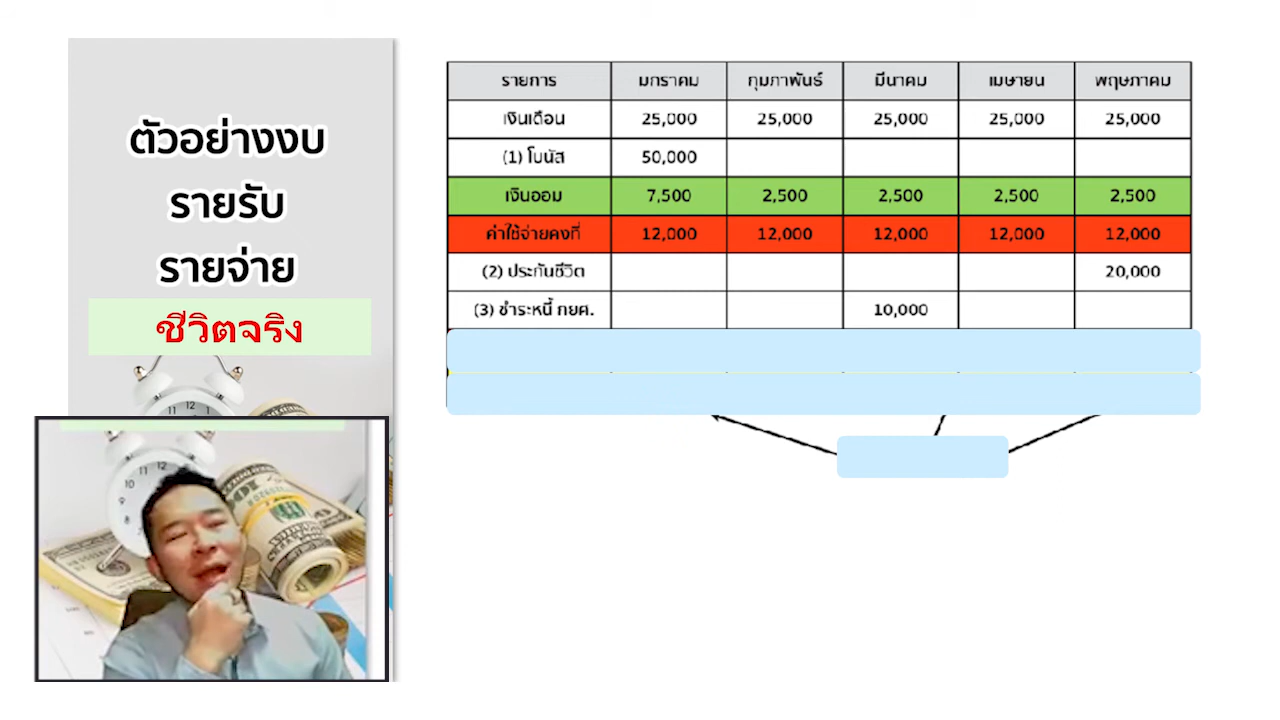 ตัวอย่างงบ
รายรับ
รายจ่าย
ชีวิตจริง
รายการ มกราคม กุมภาพันธ์ มีนาคม เมษายน พฤษภาคม
เงินเดือน 25,000 25,000 25,000 25,000 25,000
(1) โบนัส 50,000
เงินออม 7,500 2,500 2,500 2,500 2,500
ค่าใช้จ่ายคงที่ 12,000 12,000 12,000 12,000 12,000
(2) ประกันชีวิต 20,000
(3) ชำระหนี้ กยศ. 10,000